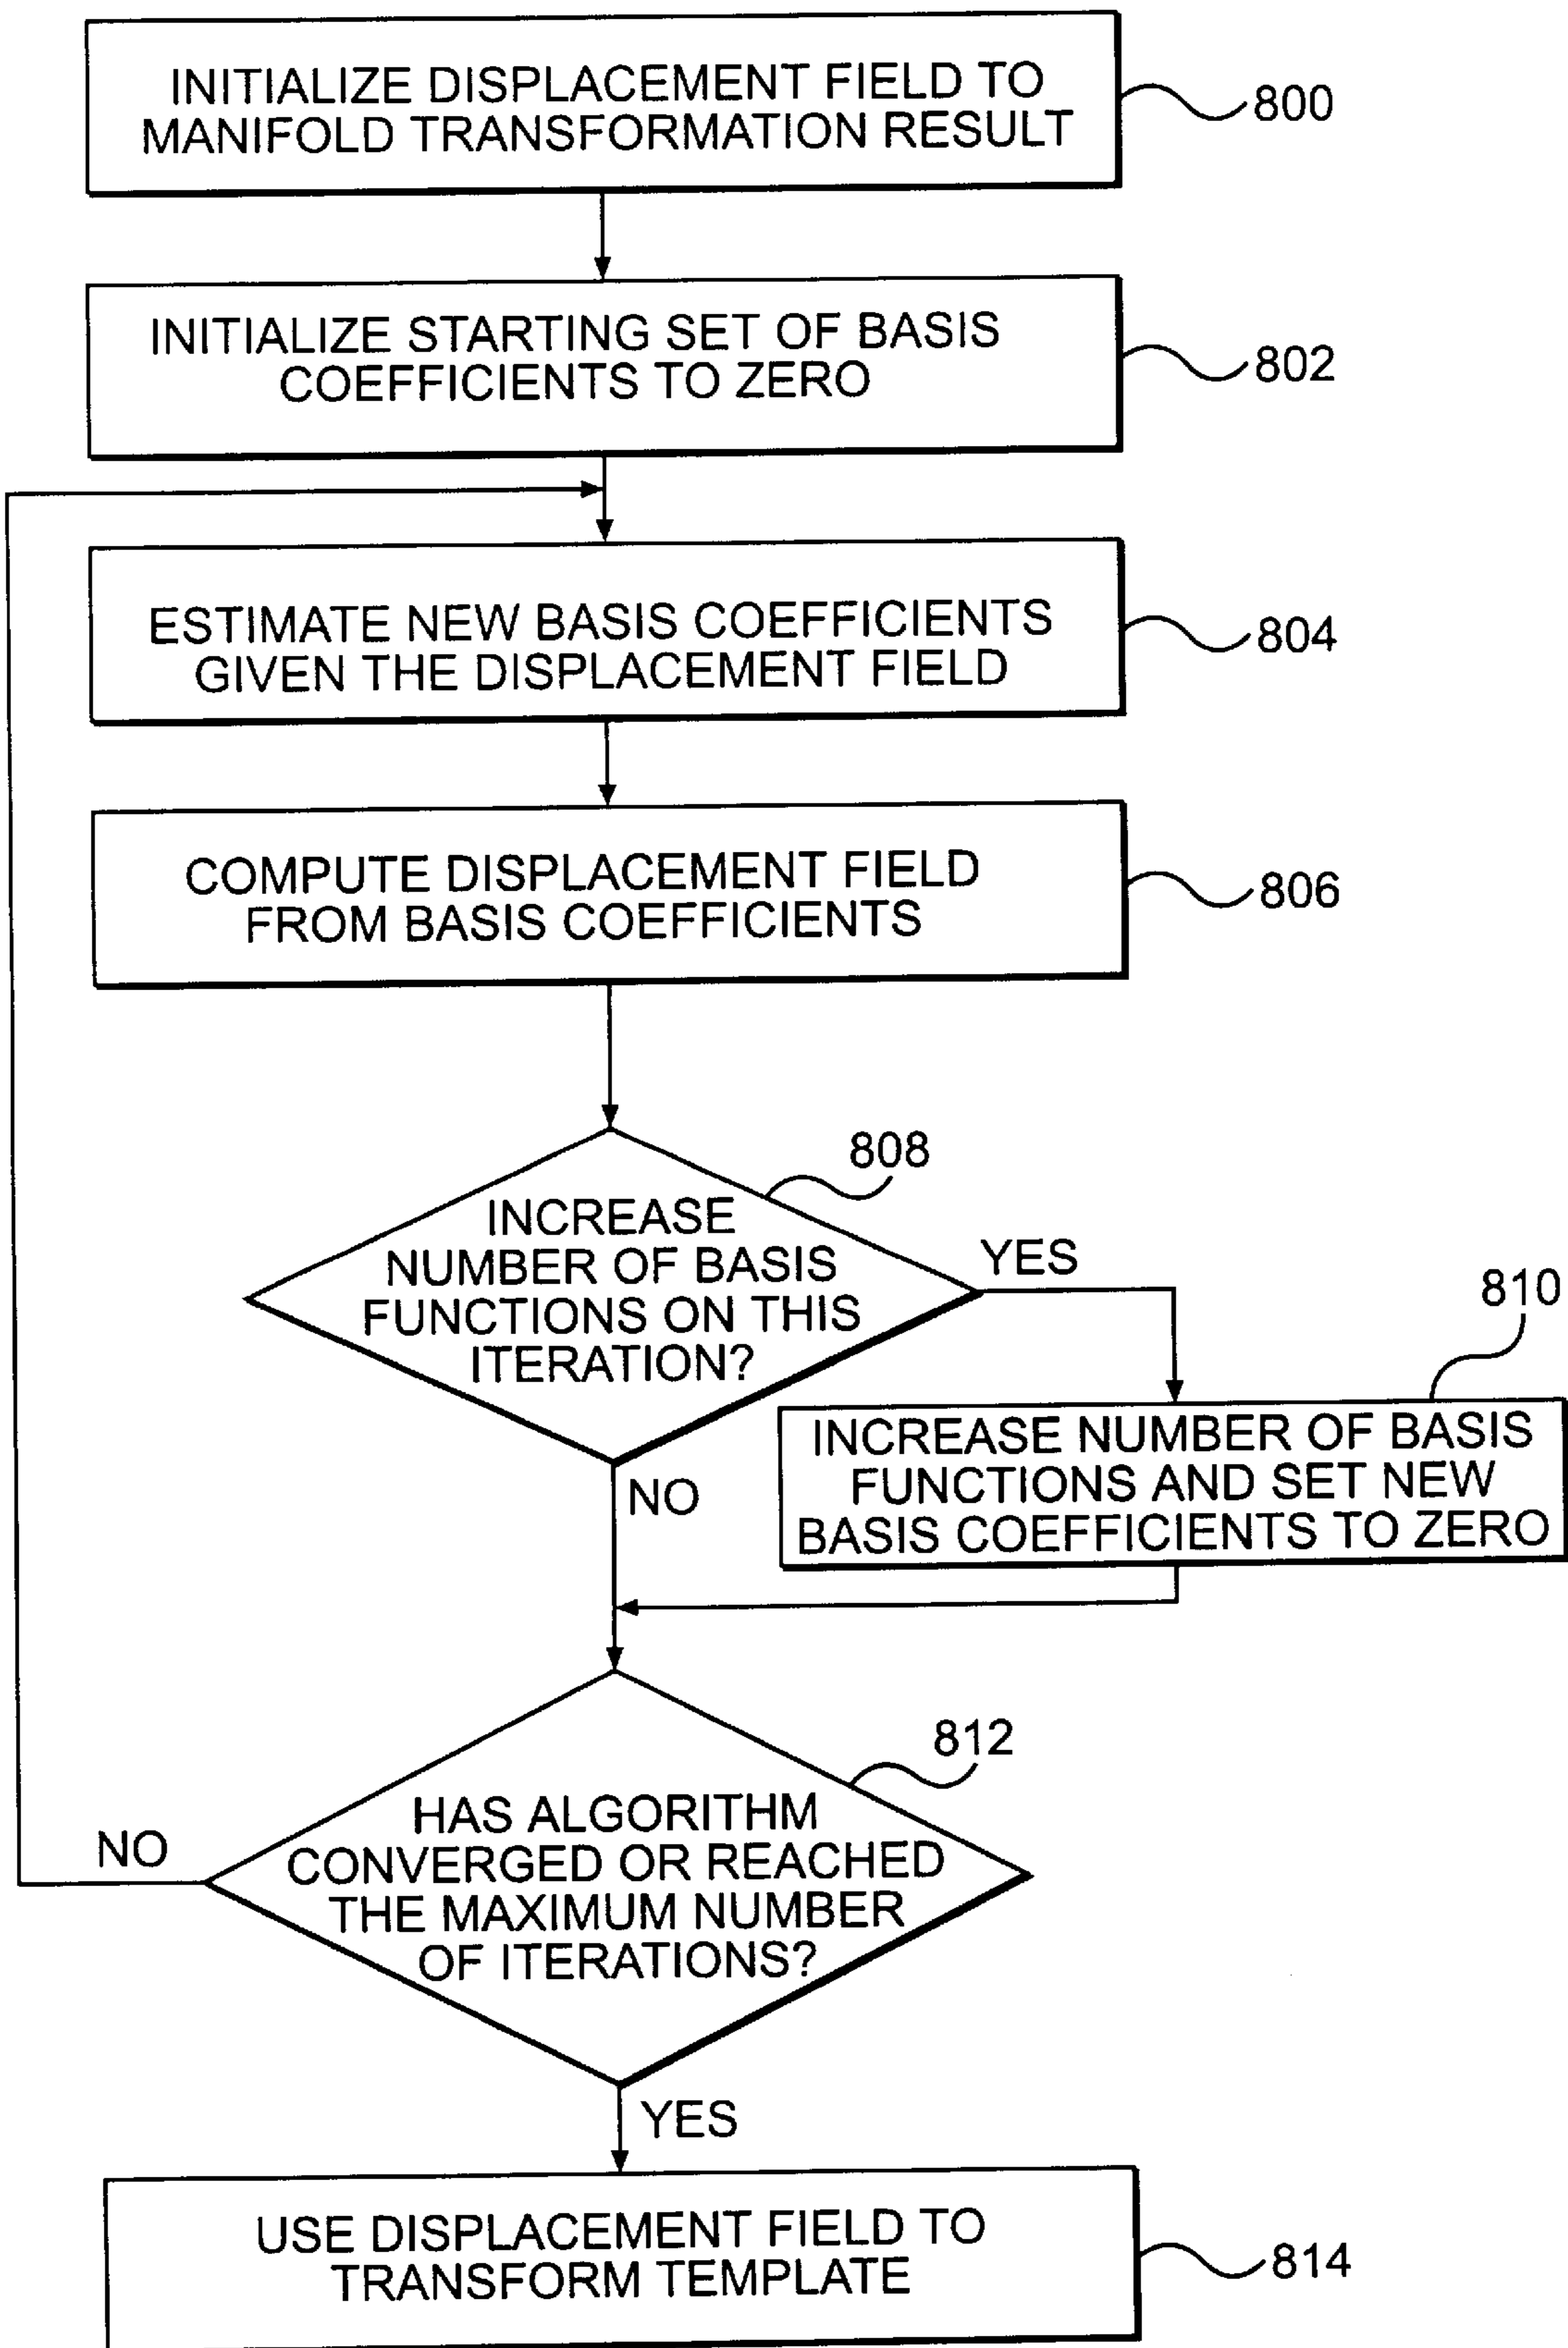 INITIALIZE DISPLACEMENT FIELD TO
MANIFOLD TRANSFORMATION RESULT
800
INITIALIZE STARTING SET OF BASIS
COEFFICIENTS TO ZERO
802
ESTIMATE NEW BASIS COEFFICIENTS
GIVEN THE DISPLACEMENT FIELD
804
COMPUTE DISPLACEMENT FIELD
FROM BASIS COEFFICIENTS
806
808
INCREASE
NUMBER OF BASIS
FUNCTIONS ON THIS
ITERATION?
YES
NO
810
INCREASE NUMBER OF BASIS
FUNCTIONS AND SET NEW
BASIS COEFFICIENTS TO ZERO
812
HAS ALGORITHM
CONVERGED OR REACHED
THE MAXIMUM NUMBER
OF ITERATIONS?
NO
YES
USE DISPLACEMENT FIELD TO
TRANSFORM TEMPLATE
814